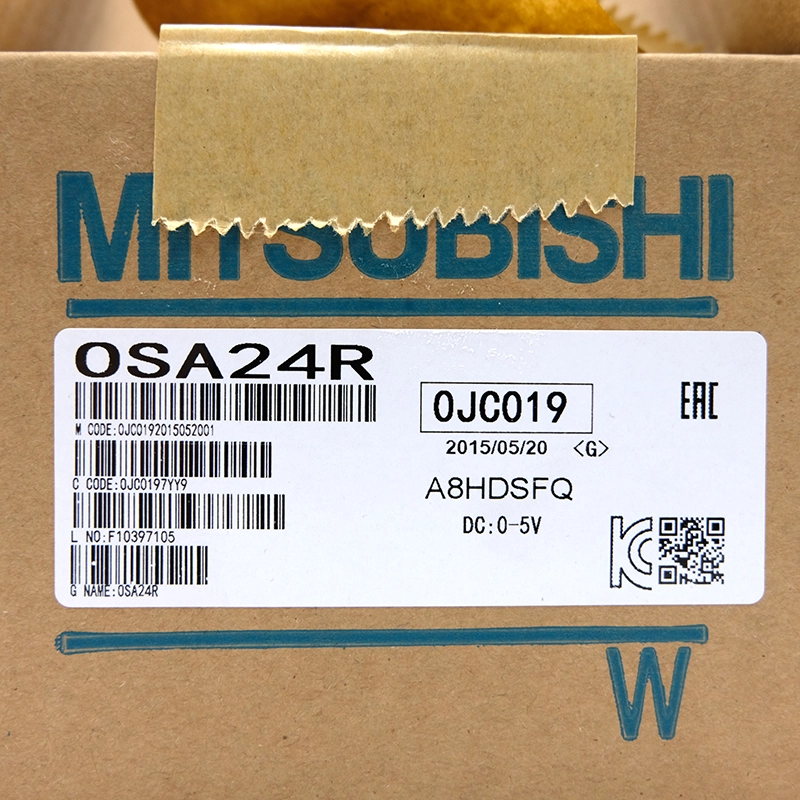 MITSUBISHI
OSA24R
M CODE:0JC0192015052001
C CODE:0JC0197YY9
L NO:F10397105
G NAME:OSA24R
0JC019
2015/05/20 <G>
A8HDSFQ
DC:0-5V
EAC
KC
W